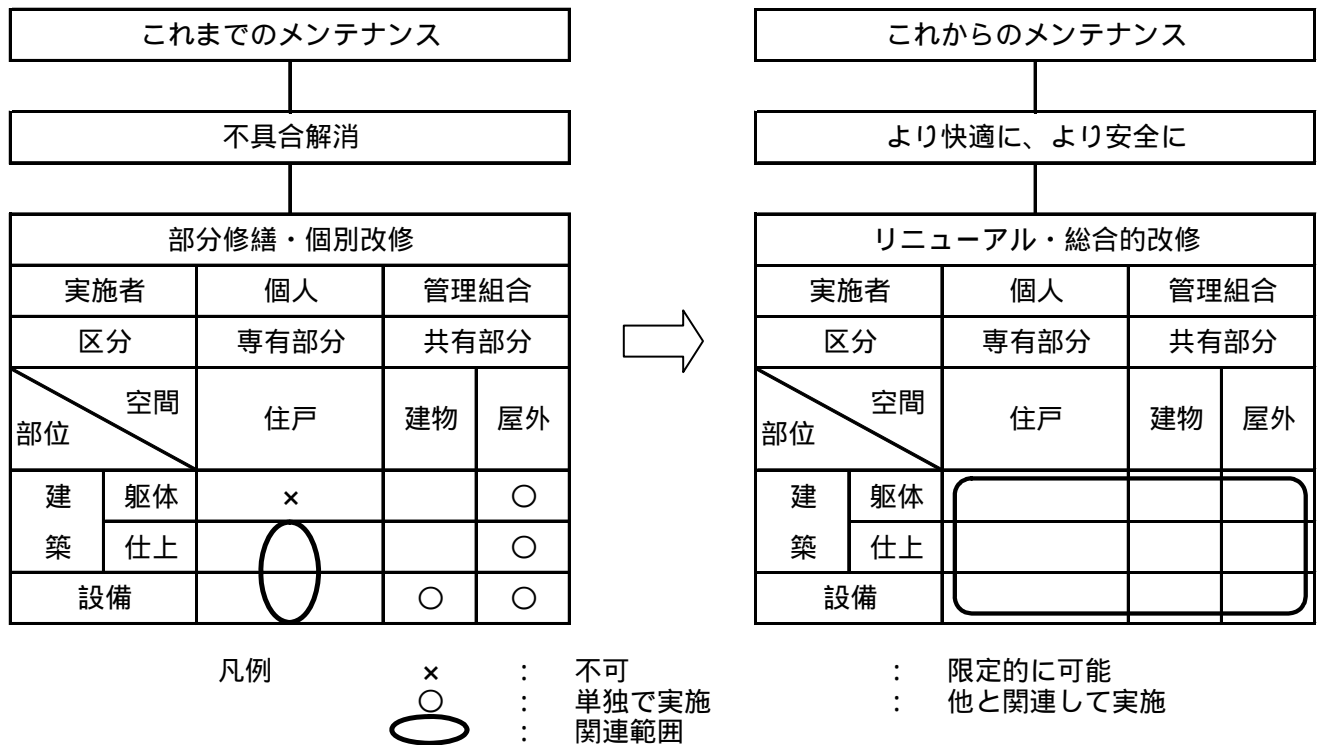 これまでのメンテナンス
不具合解消
部分修繕・個別改修
実施者 個人 管理組合
区分 専有部分 共有部分
空間 部位 住戸 建物 屋外
建築 躯体 × ○
仕上 ○
設備 ○ ○
これからのメンテナンス
より快適に、より安全に
リニューアル・総合的改修
実施者 個人 管理組合
区分 専有部分 共有部分
空間 部位 住戸 建物 屋外
建築 躯体
仕上
設備
凡例 × : 不可 : 限定的に可能
○ : 単独で実施 : 他と関連して実施
: 関連範囲